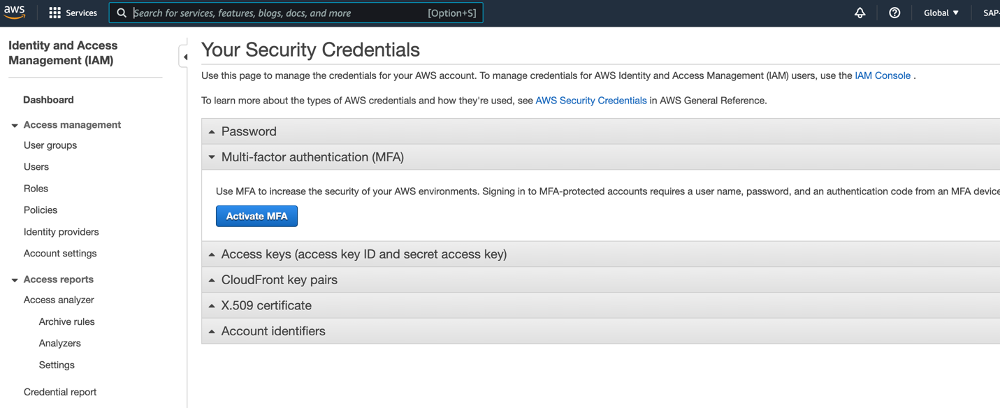 aws
Services
Search for services, features, blogs, docs, and more
[Option+S]
Global
SAP-
Identity and Access
Management (IAM)
Dashboard
Access management
User groups
Users
Roles
Policies
Identity providers
Account settings
Access reports
Access analyzer
Archive rules
Analyzers
Settings
Credential report
Your Security Credentials
Use this page to manage the credentials for your AWS account. To manage credentials for AWS Identity and Access Management (IAM) users, use the IAM Console .
To learn more about the types of AWS credentials and how they're used, see AWS Security Credentials in AWS General Reference.
Password
Multi-factor authentication (MFA)
Use MFA to increase the security of your AWS environments. Signing in to MFA-protected accounts requires a user name, password, and an authentication code from an MFA device
Activate MFA
Access keys (access key ID and secret access key)
CloudFront key pairs
X.509 certificate
Account identifiers